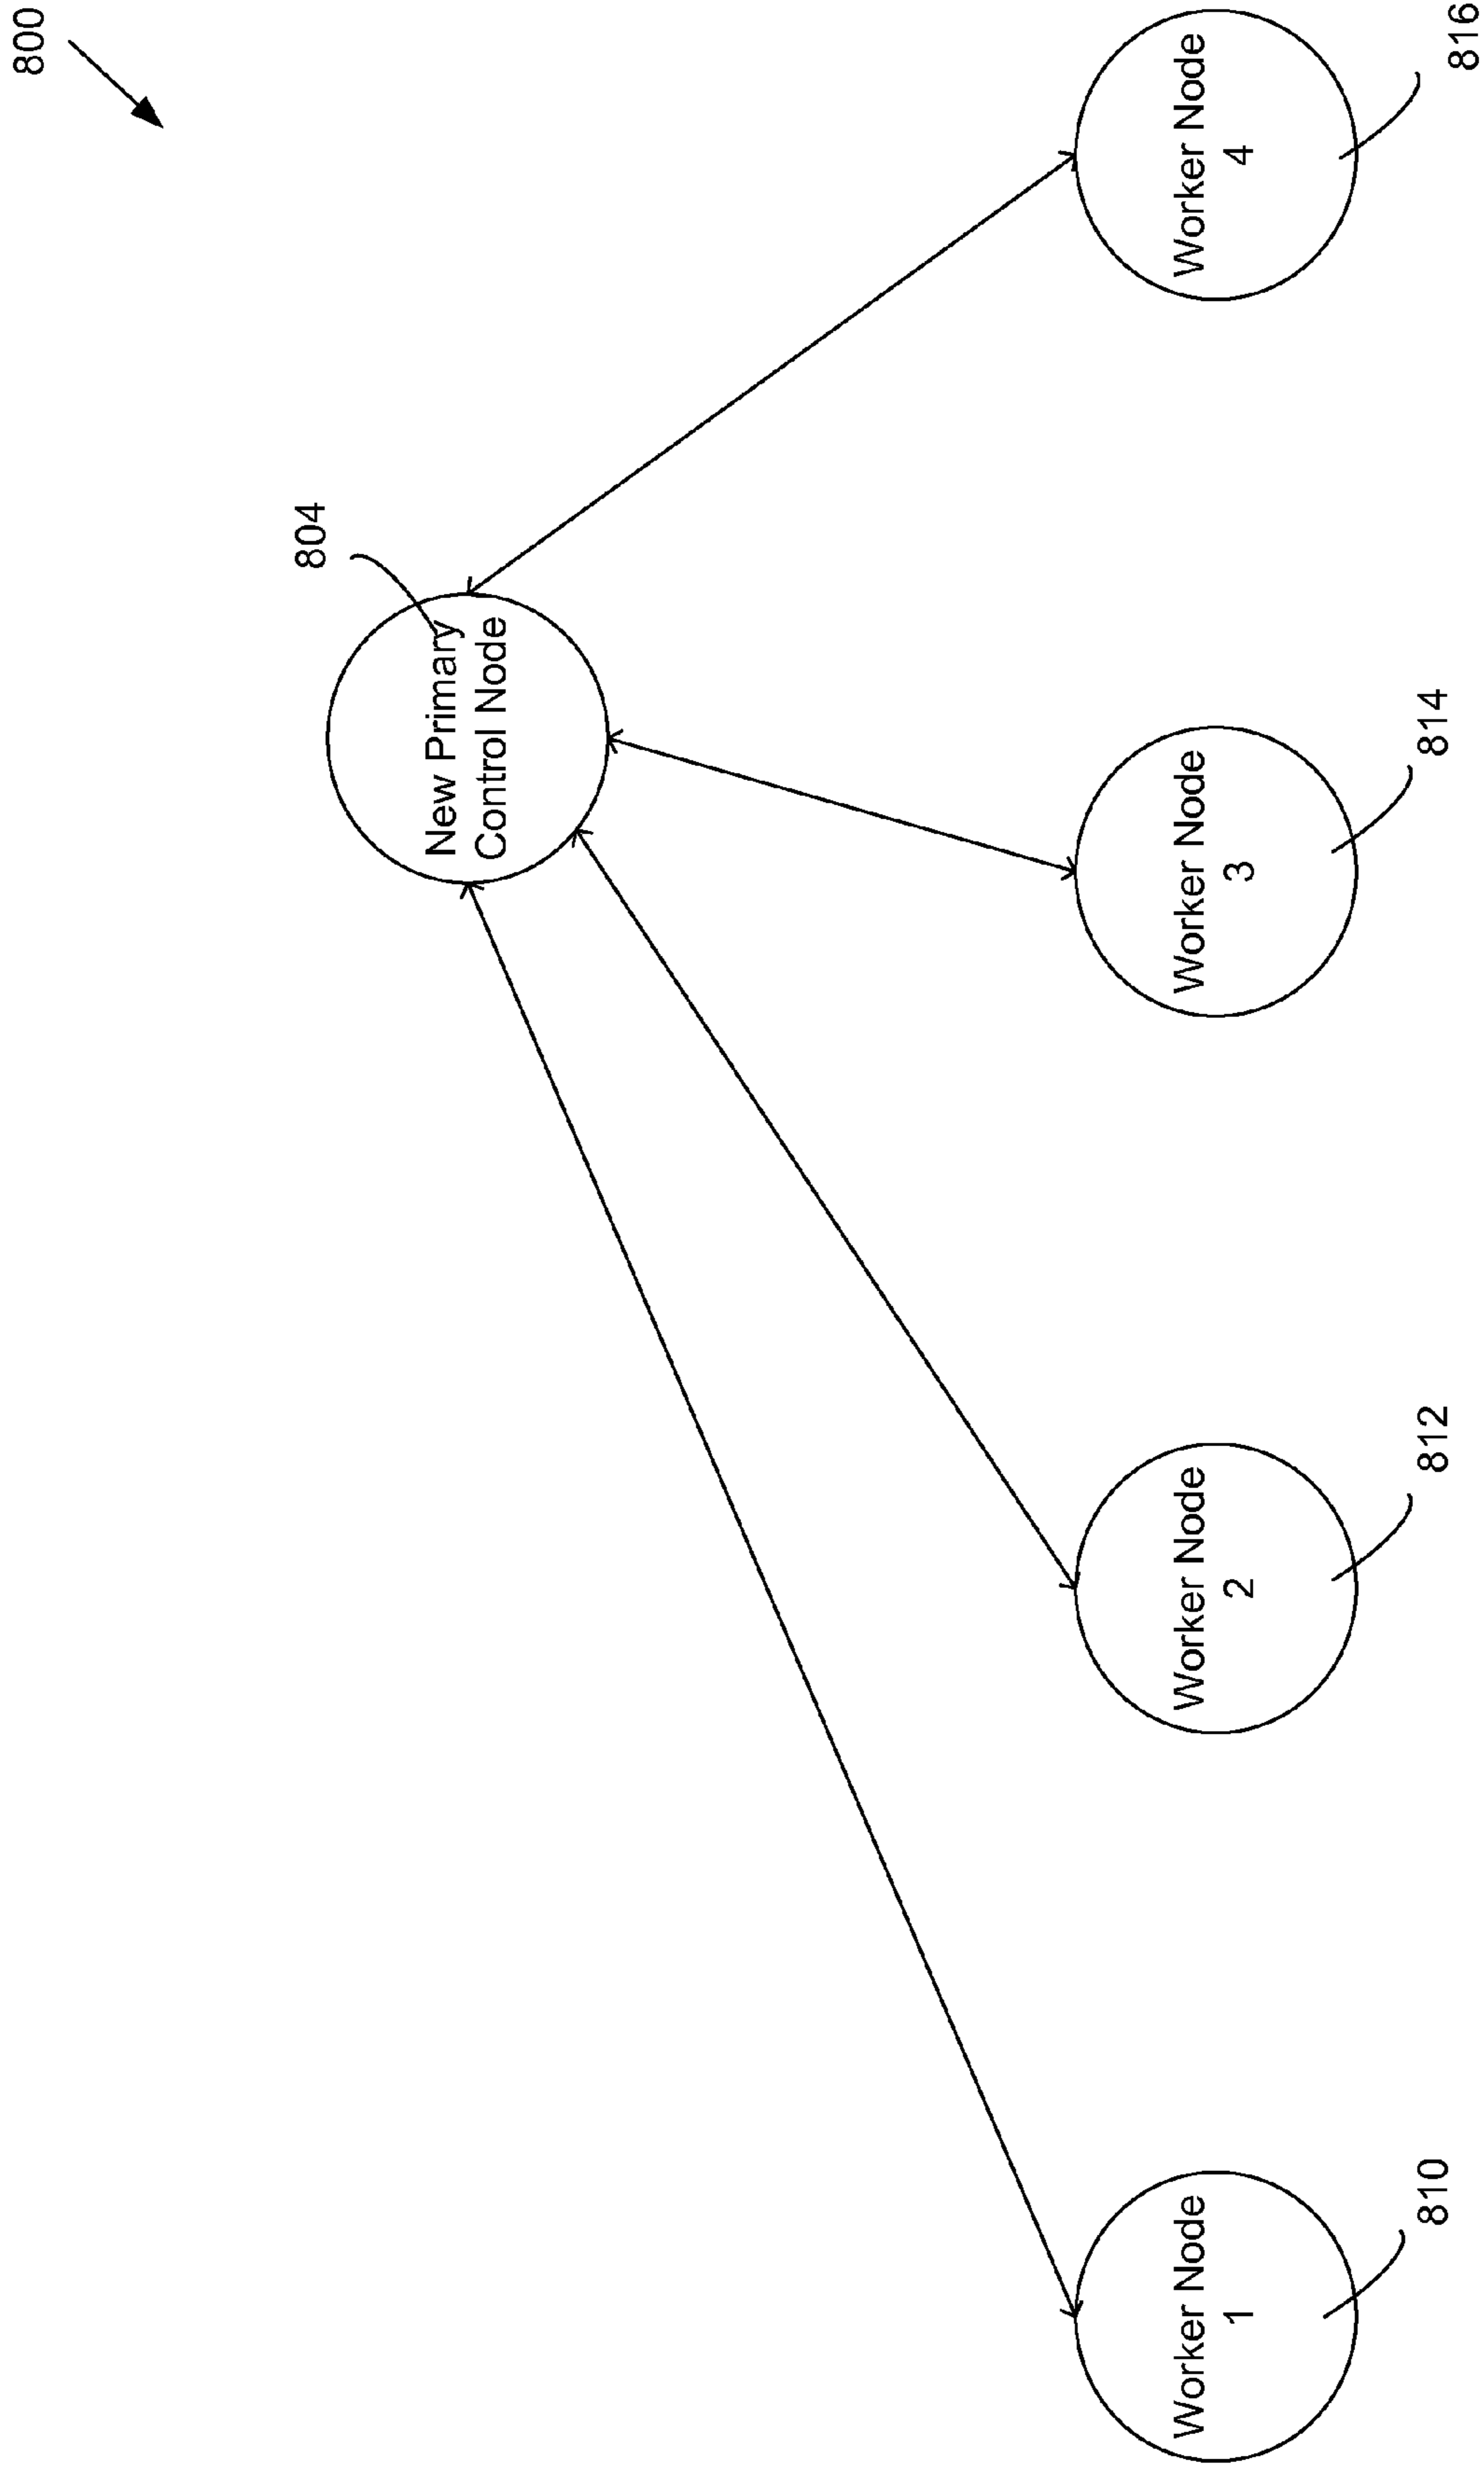 800
804
New Primary
Control Node
Worker Node
1
Worker Node
2
Worker Node
3
Worker Node
4
810
812
814
816